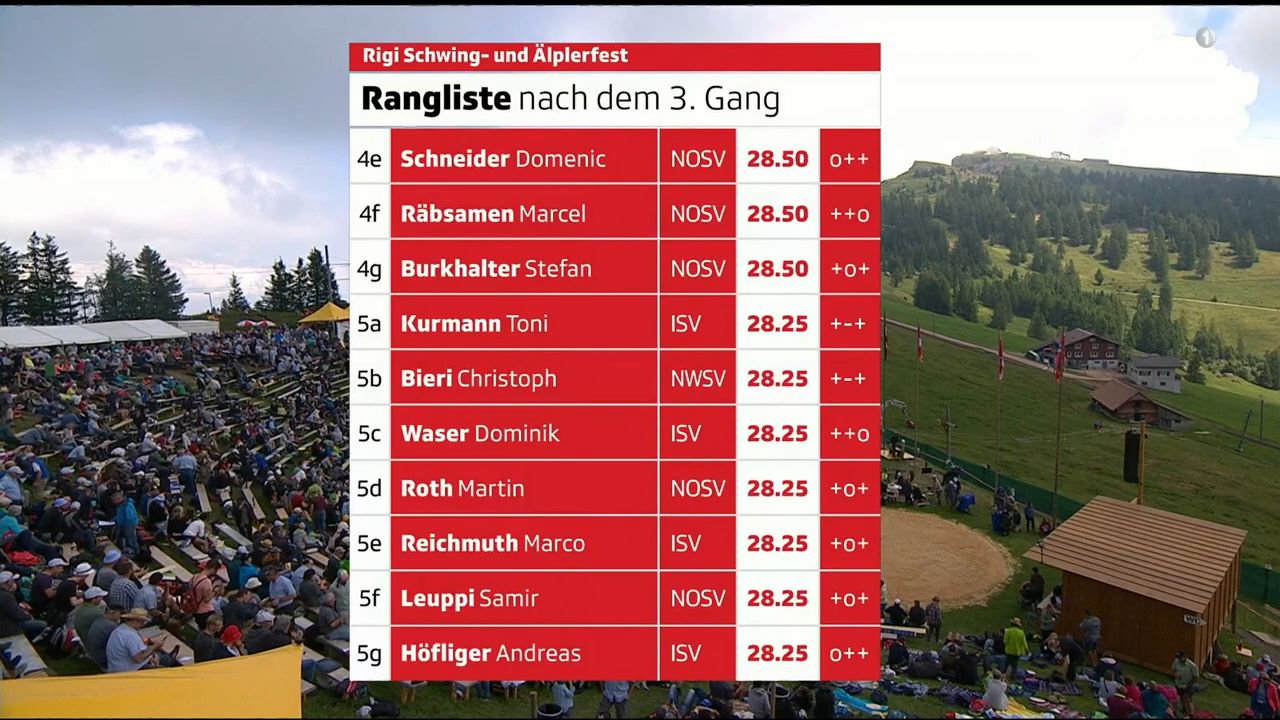 1
Rigi Schwing- und Älplerfest
Rangliste nach dem 3. Gang
4e Schneider Domenic NOSV 28.50 o++
4f Räbsamen Marcel NOSV 28.50 ++o
4g Burkhalter Stefan NOSV 28.50 +o+
5a Kurmann Toni ISV 28.25 +-+
5b Bieri Christoph NWSV 28.25 +-+
5c Waser Dominik ISV 28.25 ++o
5d Roth Martin NOSV 28.25 +o+
5e Reichmuth Marco ISV 28.25 +o+
5f Leuppi Samir NOSV 28.25 +o+
5g Höfliger Andreas ISV 28.25 o++
WC